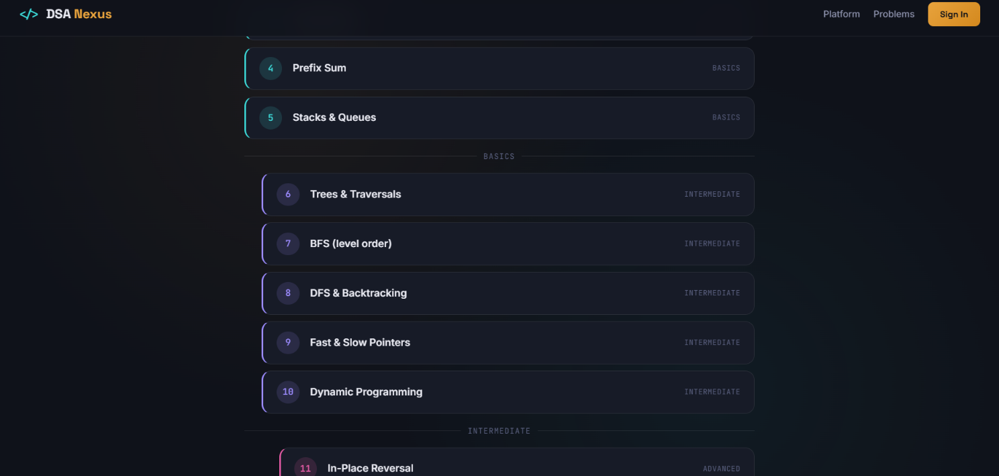 </> DSA Nexus
Platform Problems Sign In
4 Prefix Sum BASICS
5 Stacks & Queues BASICS
BASICS
6 Trees & Traversals INTERMEDIATE
7 BFS (level order) INTERMEDIATE
8 DFS & Backtracking INTERMEDIATE
9 Fast & Slow Pointers INTERMEDIATE
10 Dynamic Programming INTERMEDIATE
INTERMEDIATE
11 In-Place Reversal ADVANCED